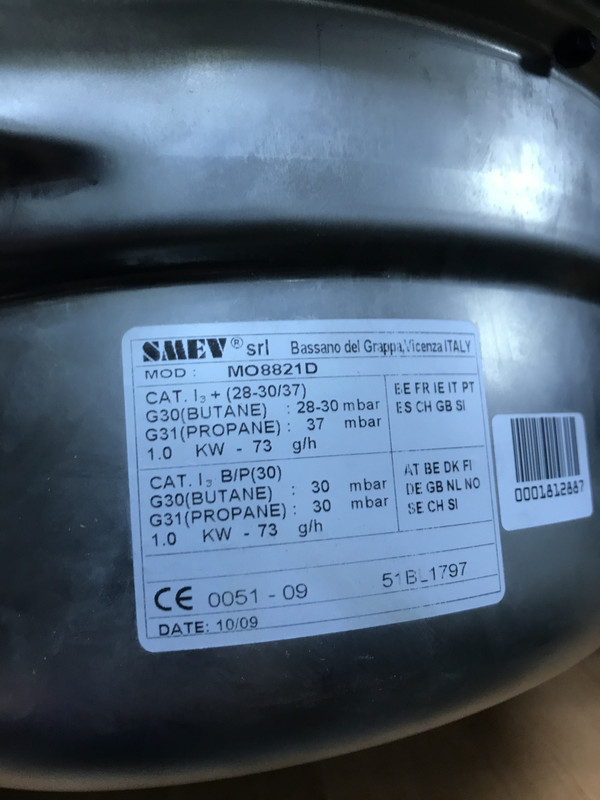 SMEV® srl Bassano del Grappa,Vicenza ITALY
MOD : MO8821D
CAT. I₃ + (28-30/37)
G30(BUTANE) : 28-30 mbar
G31(PROPANE) : 37 mbar
1.0 KW - 73 g/h
BE FR IE IT PT
ES CH GB SI
CAT. I₃ B/P(30)
G30(BUTANE) : 30 mbar
G31(PROPANE) : 30 mbar
1.0 KW - 73 g/h
AT BE DK FI
DE GB NL NO
SE CH SI
CE 0051 - 09 51BL1797
DATE: 10/09
0001812887